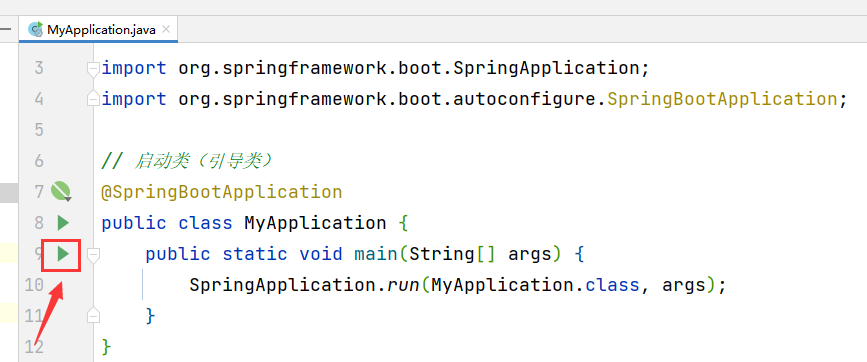 MyApplication.java
3 import org.springframework.boot.SpringApplication;
4 import org.springframework.boot.autoconfigure.SpringBootApplication;
5
6 // 启动类（引导类）
7 @SpringBootApplication
8 public class MyApplication {
9 public static void main(String[] args) {
10 SpringApplication.run(MyApplication.class, args);
11 }
12 }